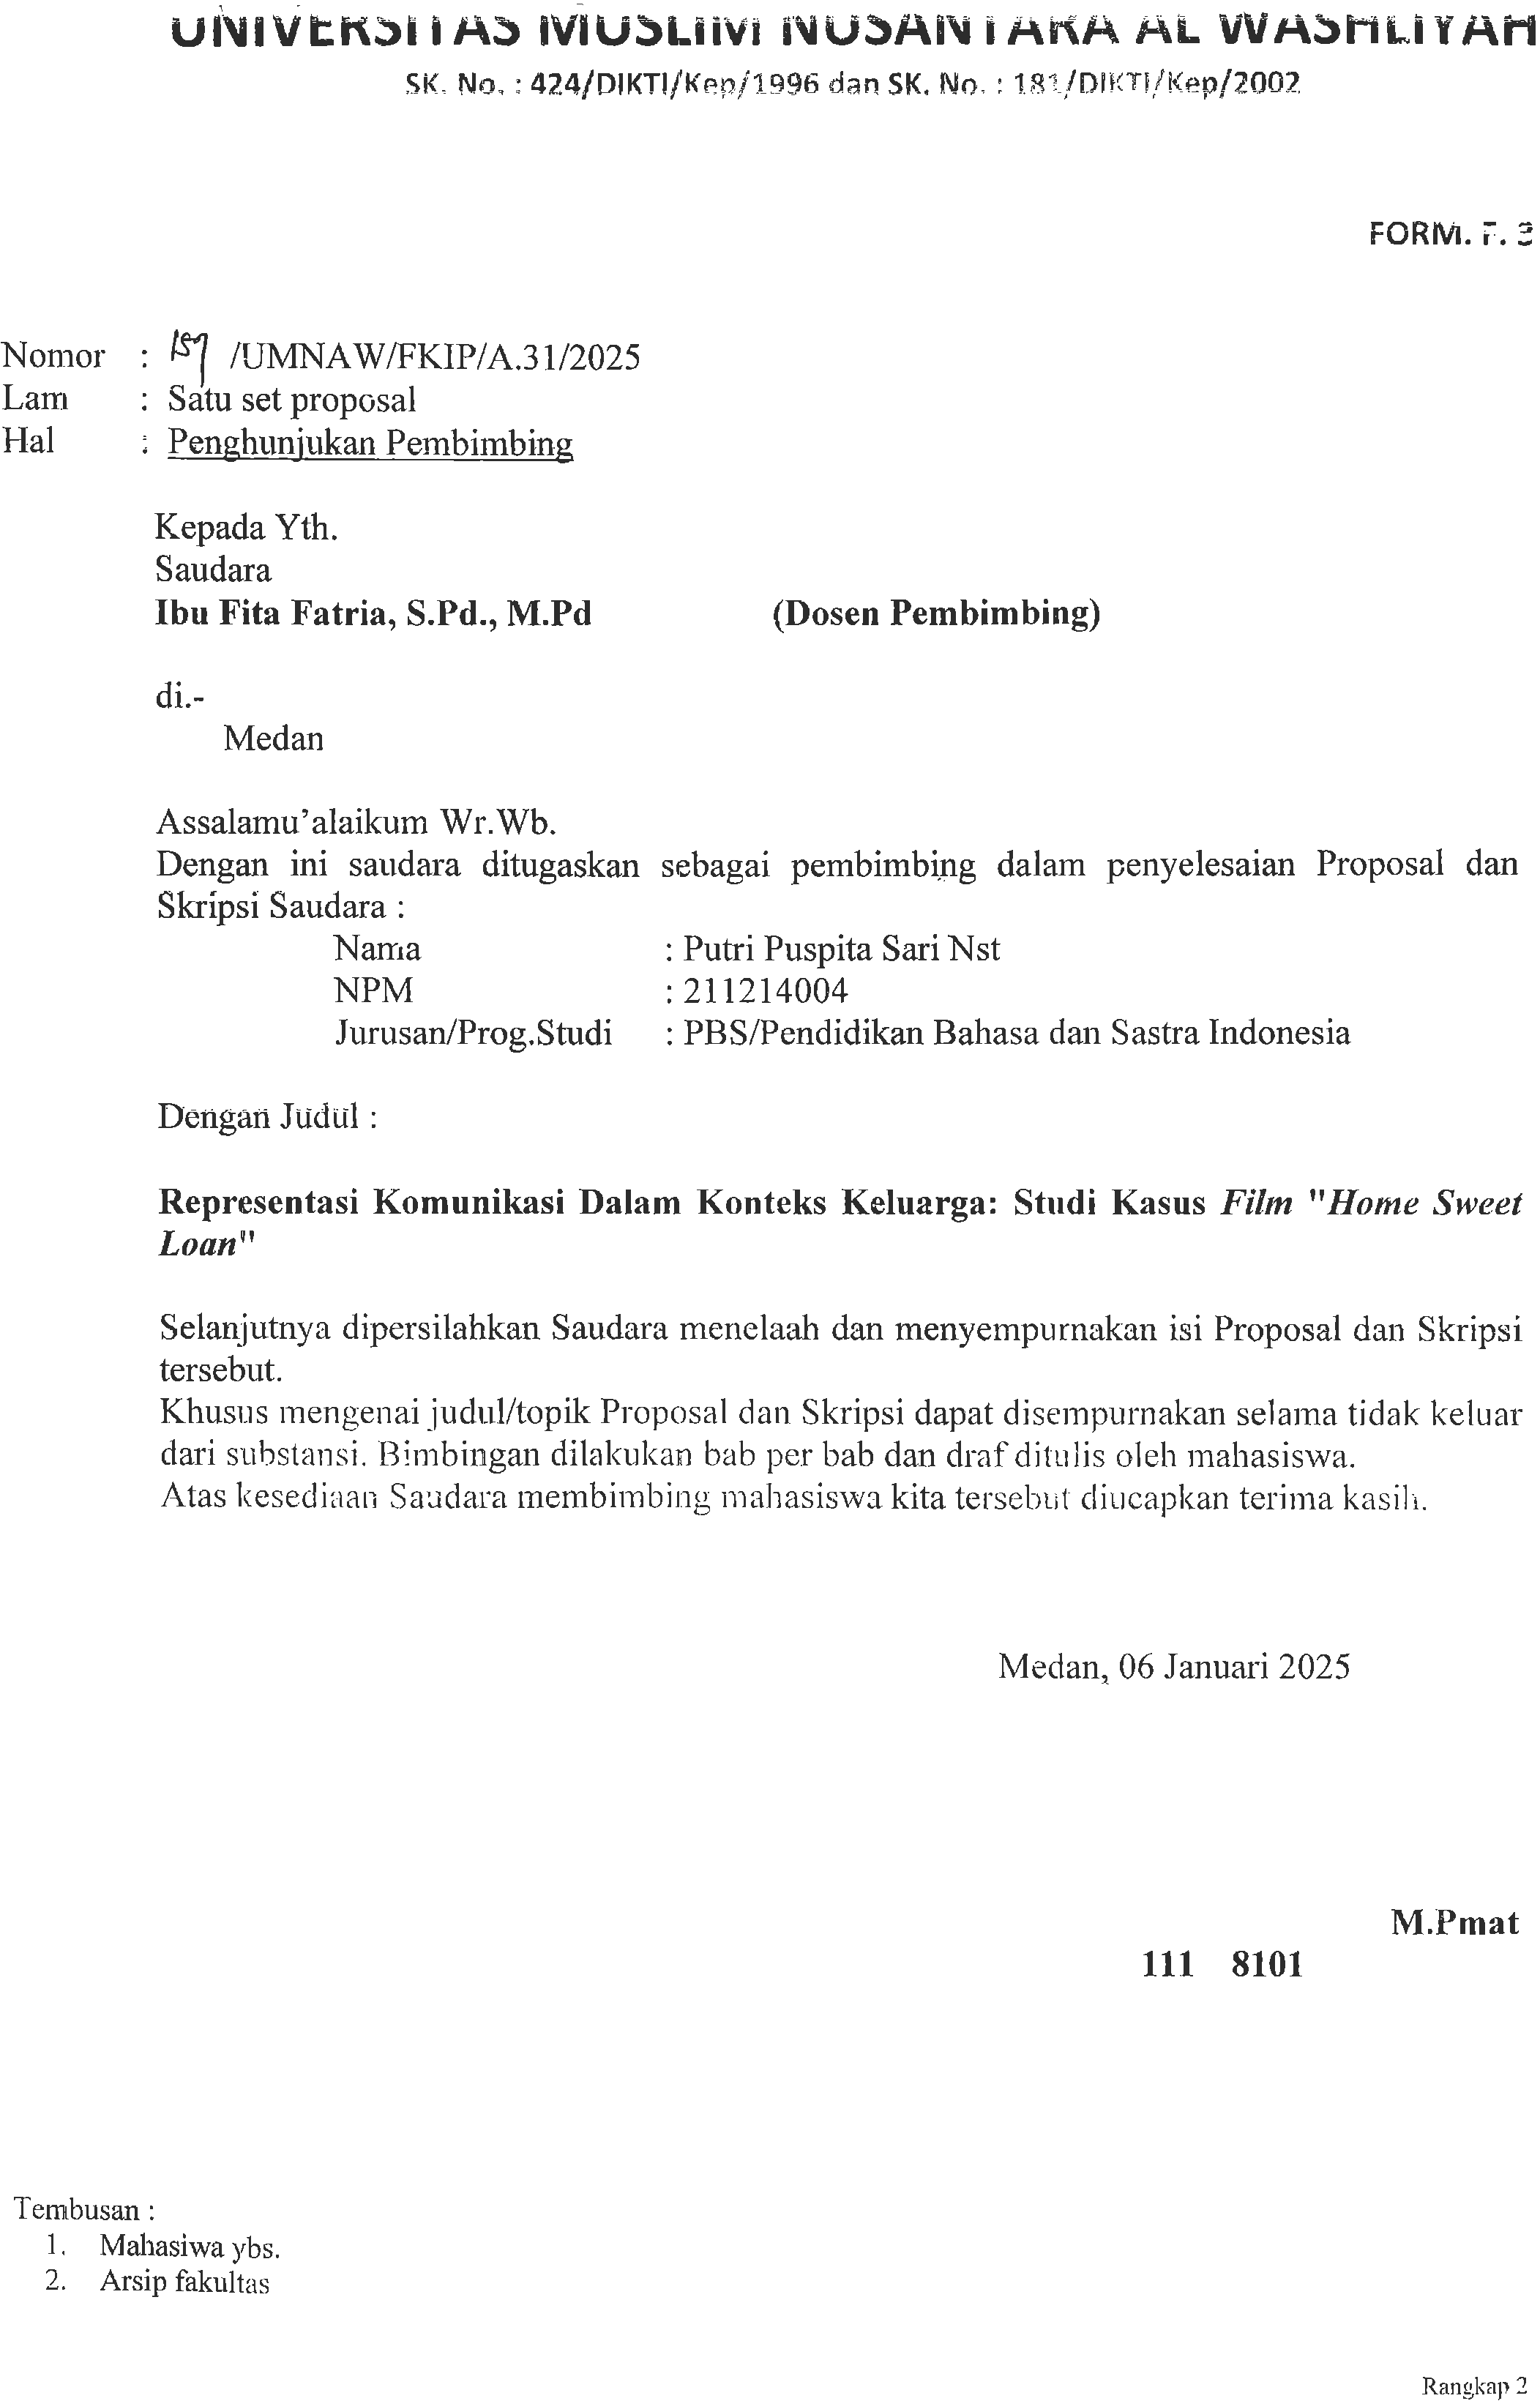 UNIVERSITAS MUSLIM NUSANTARA AL WASHLIYAH
SK. No. : 424/DIKTI/Kep/1996 dan SK. No. : 181/DIKTI/Kep/2002
FORM. F. 3
Nomor : /UMNAW/FKIP/A.31/2025
Lam : Satu set proposal
Hal : Penghunjukan Pembimbing
Kepada Yth.
Saudara
Ibu Fita Fatria, S.Pd., M.Pd (Dosen Pembimbing)
di.-
Medan
Assalamu'alaikum Wr.Wb.
Dengan ini saudara ditugaskan sebagai pembimbing dalam penyelesaian Proposal dan
Skripsi Saudara :
Nama : Putri Puspita Sari Nst
NPM : 211214004
Jurusan/Prog.Studi : PBS/Pendidikan Bahasa dan Sastra Indonesia
Dengan Judul :
Representasi Komunikasi Dalam Konteks Keluarga: Studi Kasus Film "Home Sweet
Loan"
Selanjutnya dipersilahkan Saudara menelaah dan menyempurnakan isi Proposal dan Skripsi
tersebut.
Khusus mengenai judul/topik Proposal dan Skripsi dapat disempurnakan selama tidak keluar
dari substansi. Bimbingan dilakukan bab per bab dan draf ditulis oleh mahasiswa.
Atas kesediaan Saudara membimbing mahasiswa kita tersebut diucapkan terima kasih.
Medan, 06 Januari 2025
M.Pmat
111 8101
Tembusan :
1. Mahasiwa ybs.
2. Arsip fakultas
Rangkap 2